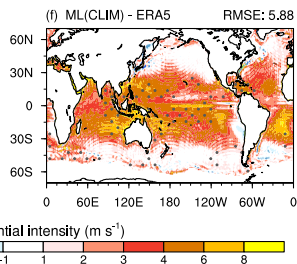 (f) ML(CLIM) - ERA5 RMSE: 5.88
60N
30N
0
30S
60S
0 60E 120E 180 120W 60W 0
ntial intensity (m s⁻¹)
-1 1 2 3 4 6 8